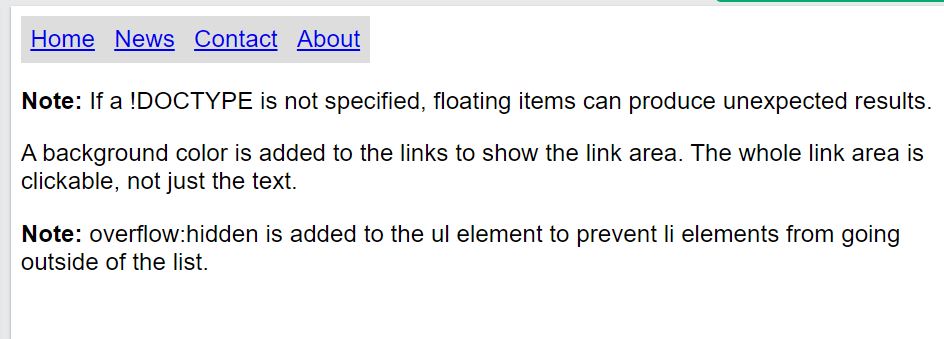 Home News Contact About
Note: If a !DOCTYPE is not specified, floating items can produce unexpected results.
A background color is added to the links to show the link area. The whole link area is
clickable, not just the text.
Note: overflow:hidden is added to the ul element to prevent li elements from going
outside of the list.